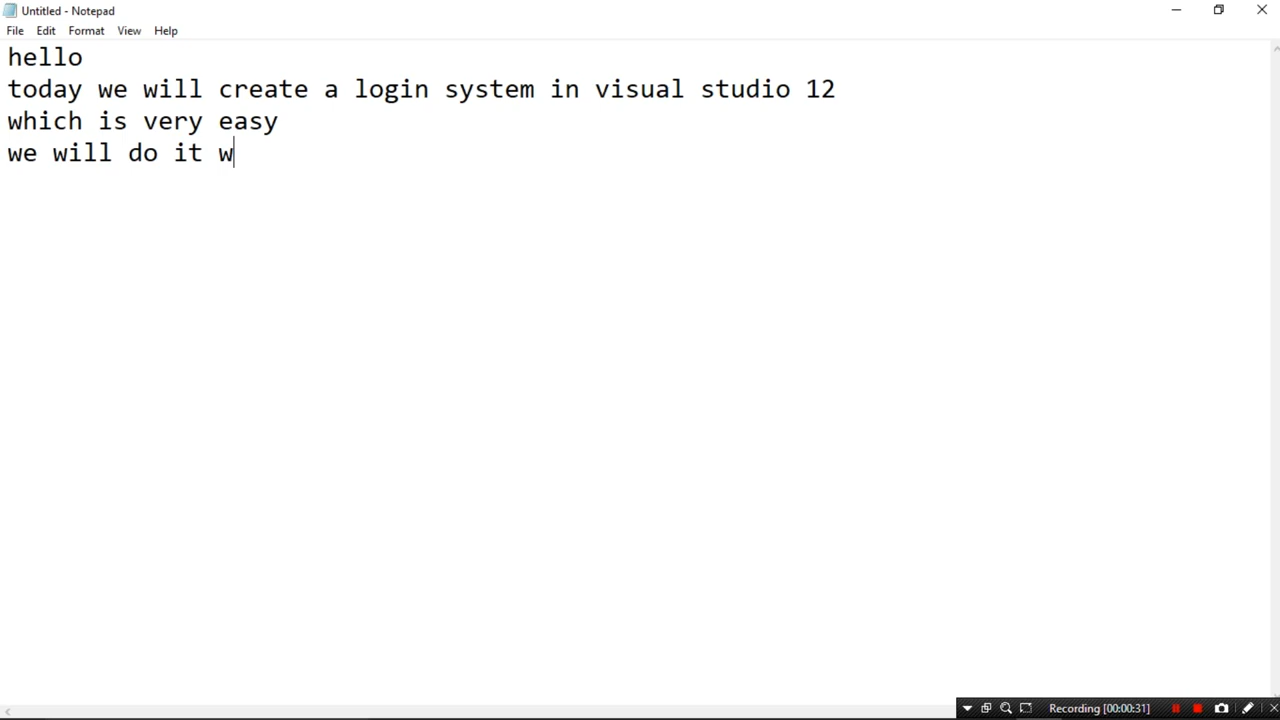 Untitled - Notepad
File Edit Format View Help
hello
today we will create a login system in visual studio 12
which is very easy
we will do it w
Recording [00:00:31]